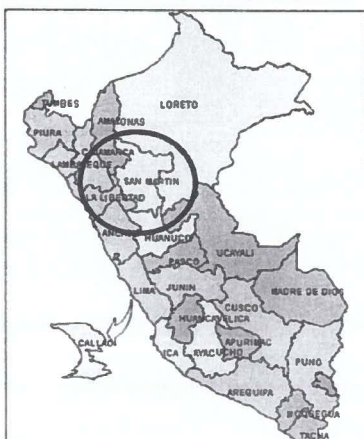 LORETO
TUMBES
AMAZONAS
PIURA
CAJAMARCA
LAMBAYEQUE
SAN MARTIN
LA LIBERTAD
ANCASH
HUANUCO
UCAYALI
PASCO
LIMA
JUNIN
MADRE DE DIOS
CUSCO
HUANCAVELICA
CALLAO
APURIMAC
ICA
AYACUCHO
PUNO
AREQUIPA
MOQUEGUA
TACNA